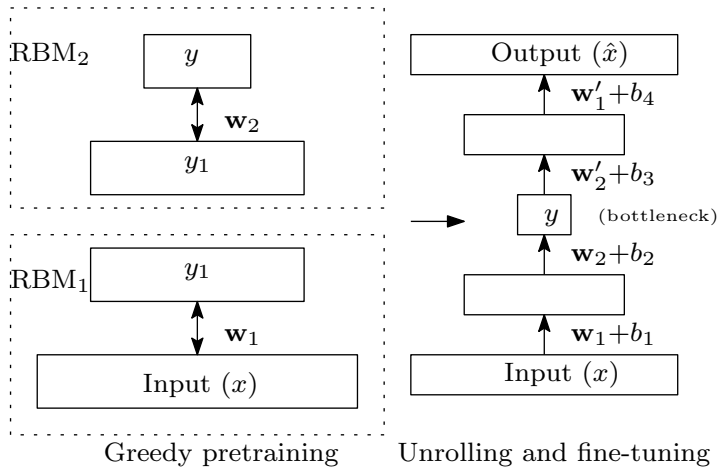 RBM₂
y
w₂
y₁
RBM₁
y₁
w₁
Input (x)
Greedy pretraining
Output (x̂)
w′₁+b₄
w′₂+b₃
y (bottleneck)
w₂+b₂
w₁+b₁
Input (x)
Unrolling and fine-tuning